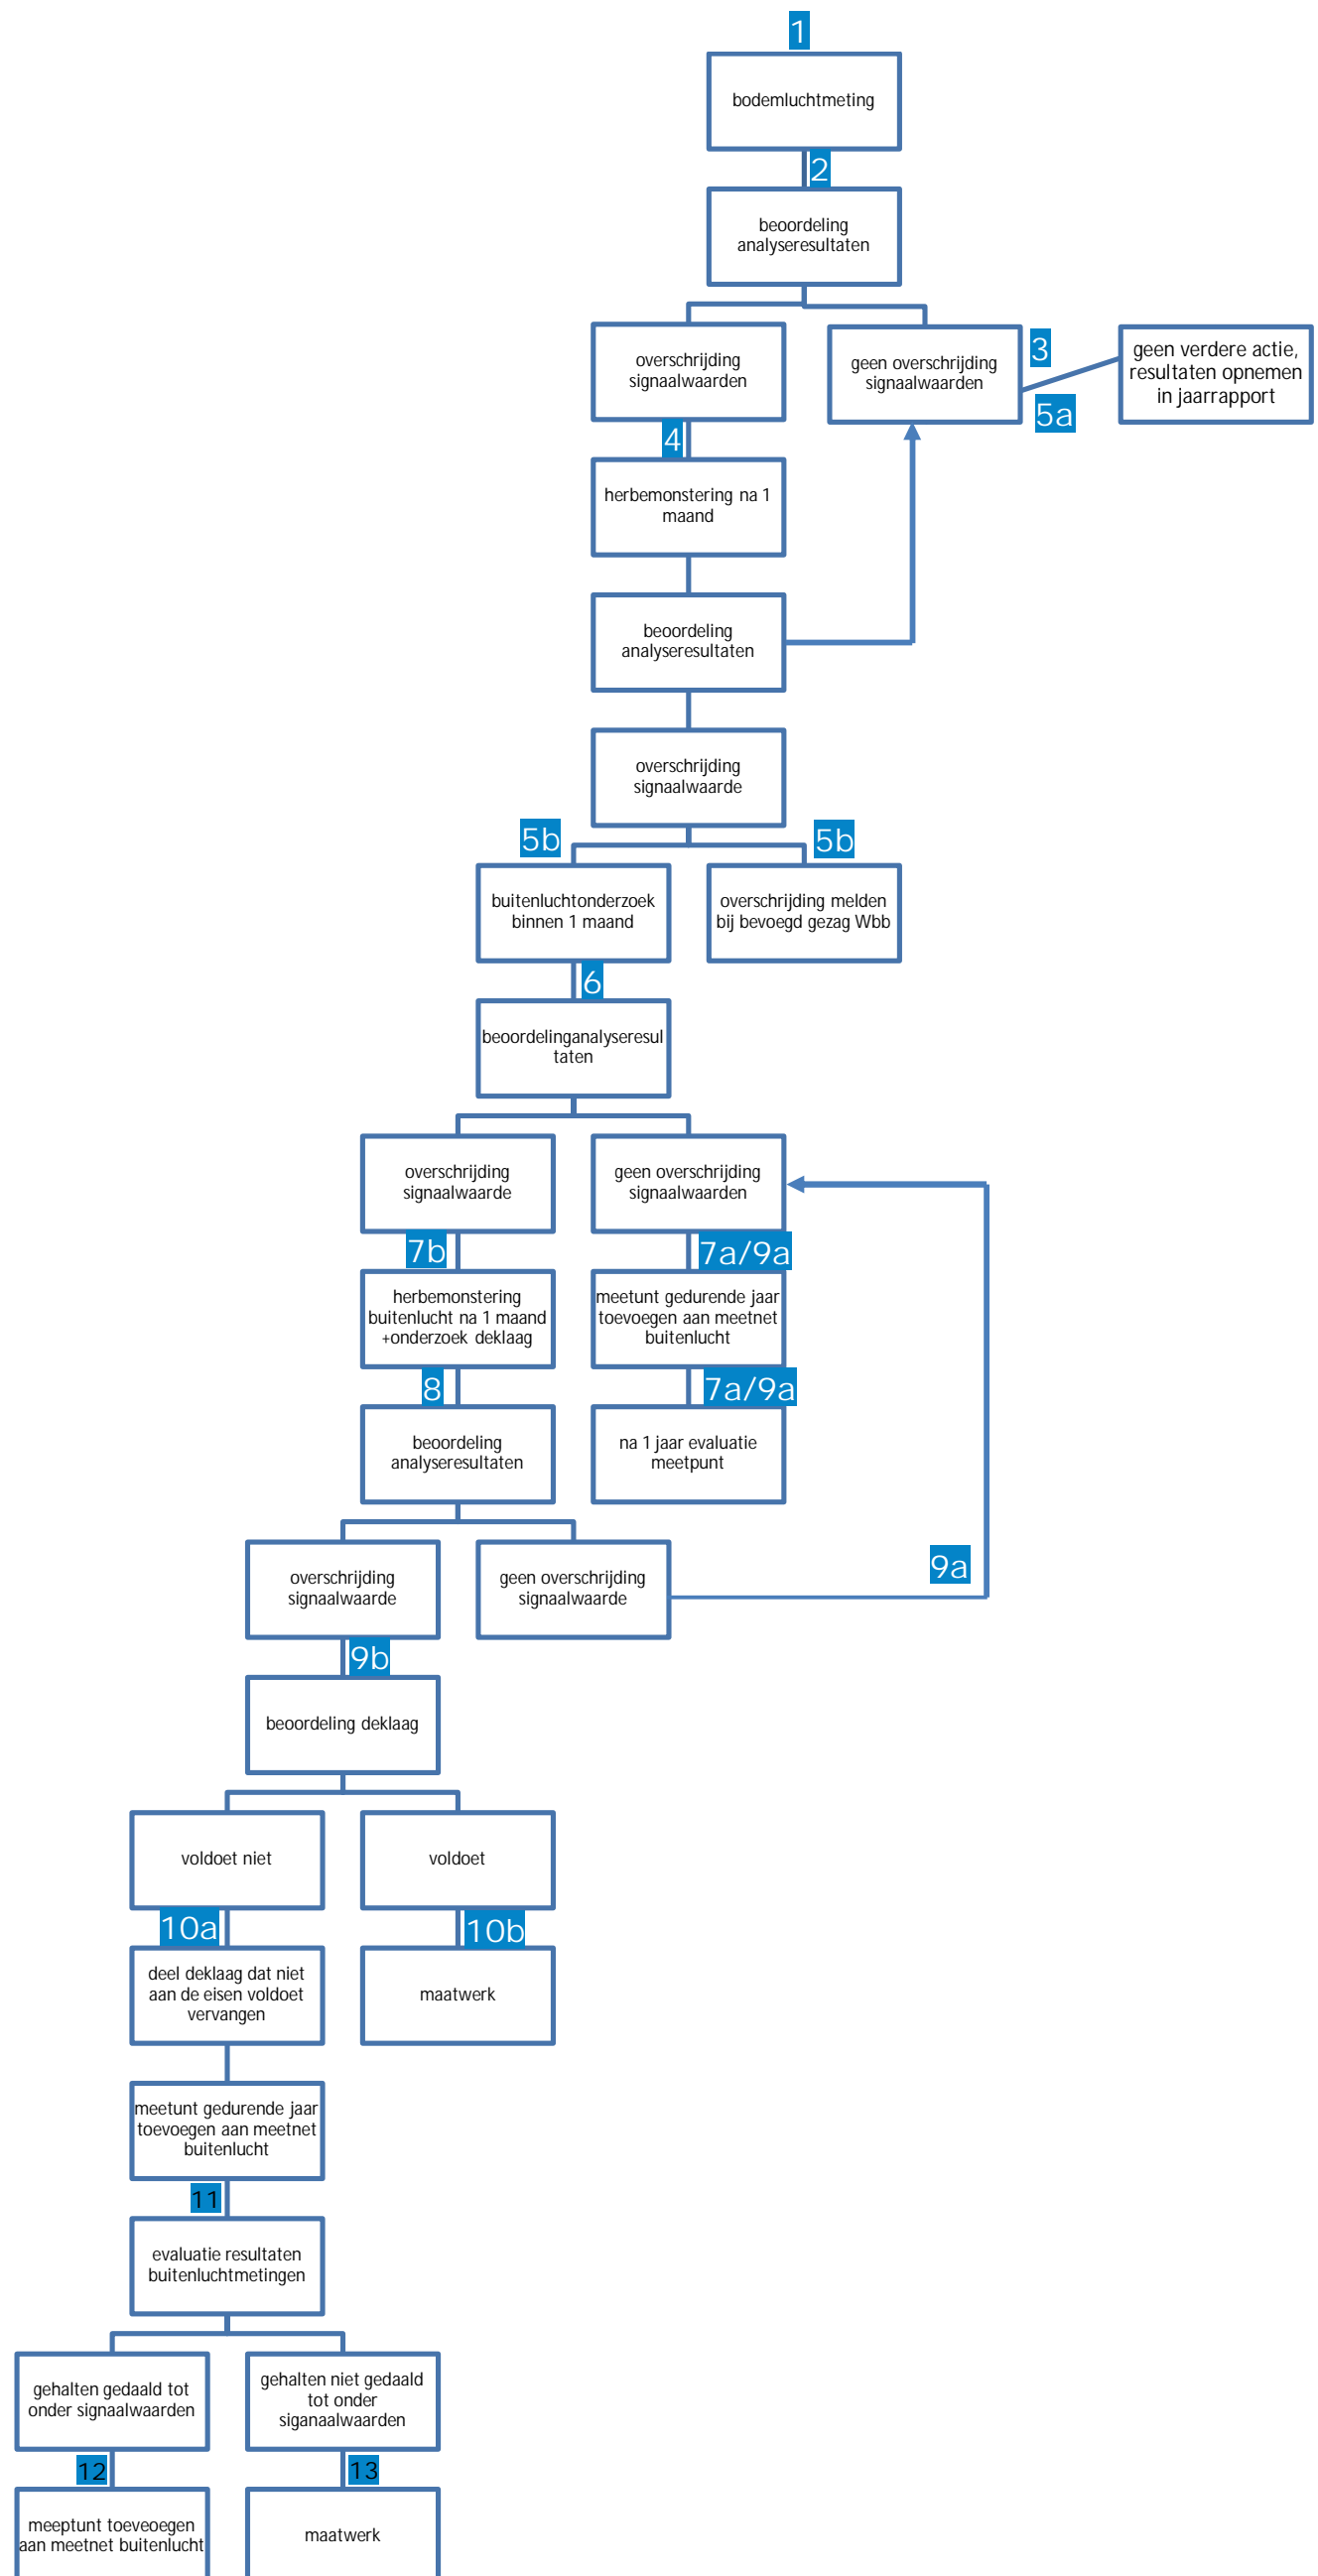 1
bodemluchtmeting
2
beoordeling
analyseresultaten
overschrijding
signaalwaarden
geen overschrijding
signaalwaarden
3
5a
geen verdere actie,
resultaten opnemen
in jaarrapport
4
herbemonstering na 1
maand
beoordeling
analyseresultaten
overschrijding
signaalwaarde
5b
5b
buitenluchtonderzoek
binnen 1 maand
overschrijding melden
bij bevoegd gezag Wbb
6
beoordelinganalyseresul
taten
overschrijding
signaalwaarde
geen overschrijding
signaalwaarden
7b
7a/9a
herbemonstering
buitenlucht na 1 maand
+onderzoek deklaag
meetunt gedurende jaar
toevoegen aan meetnet
buitenlucht
8
7a/9a
beoordeling
analyseresultaten
na 1 jaar evaluatie
meetpunt
overschrijding
signaalwaarde
geen overschrijding
signaalwaarde
9a
9b
beoordeling deklaag
voldoet niet
voldoet
10a
10b
deel deklaag dat niet
aan de eisen voldoet
vervangen
maatwerk
meetunt gedurende jaar
toevoegen aan meetnet
buitenlucht
11
evaluatie resultaten
buitenluchtmetingen
gehalten gedaald tot
onder signaalwaarden
gehalten niet gedaald
tot onder
siganaalwaarden
12
13
meeptunt toeveoegen
aan meetnet buitenlucht
maatwerk